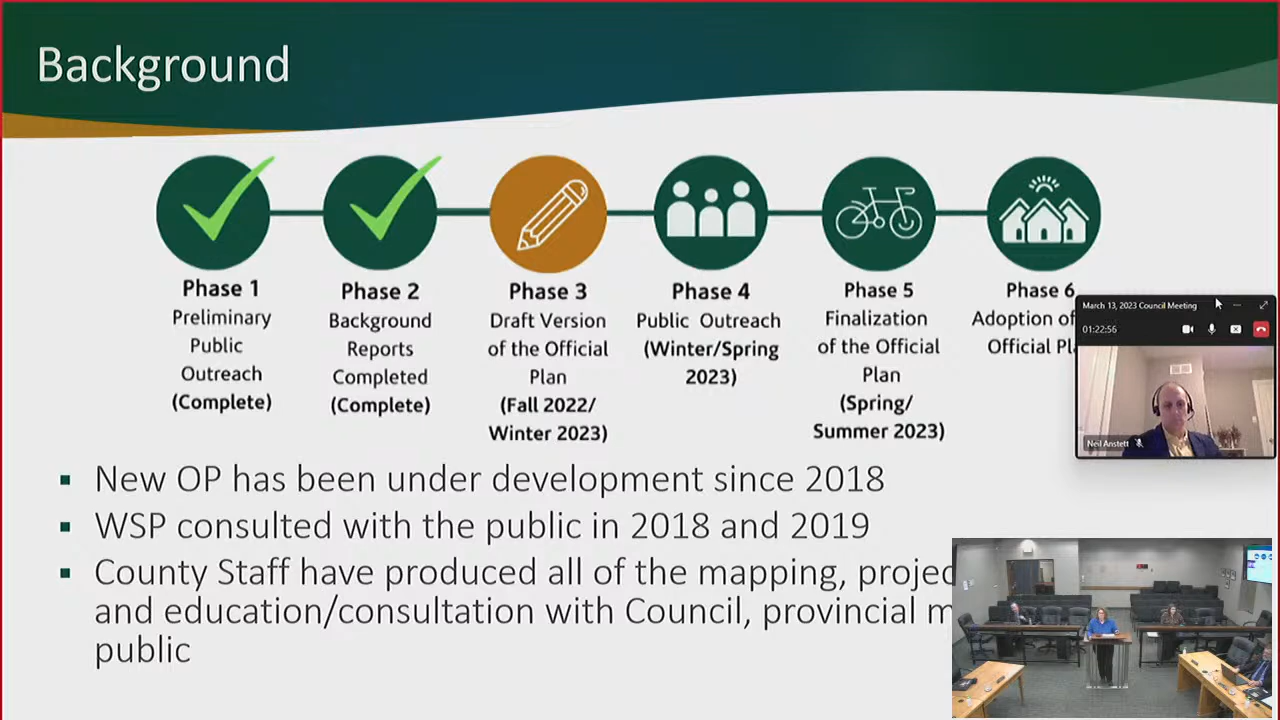 Background
Phase 1
Preliminary
Public
Outreach
(Complete)
Phase 2
Background
Reports
Completed
(Complete)
Phase 3
Draft Version
of the Official
Plan
(Fall 2022/
Winter 2023)
Phase 4
Public Outreach
(Winter/Spring
2023)
Phase 5
Finalization
of the Official
Plan
(Spring/
Summer 2023)
Phase 6
Adoption of
Official
March 13, 2023 Council Meeting
01:22:56
Neil Anstett
▪ New OP has been under development since 2018
▪ WSP consulted with the public in 2018 and 2019
▪ County Staff have produced all of the mapping,
and education/consultation with Council, provincial
public